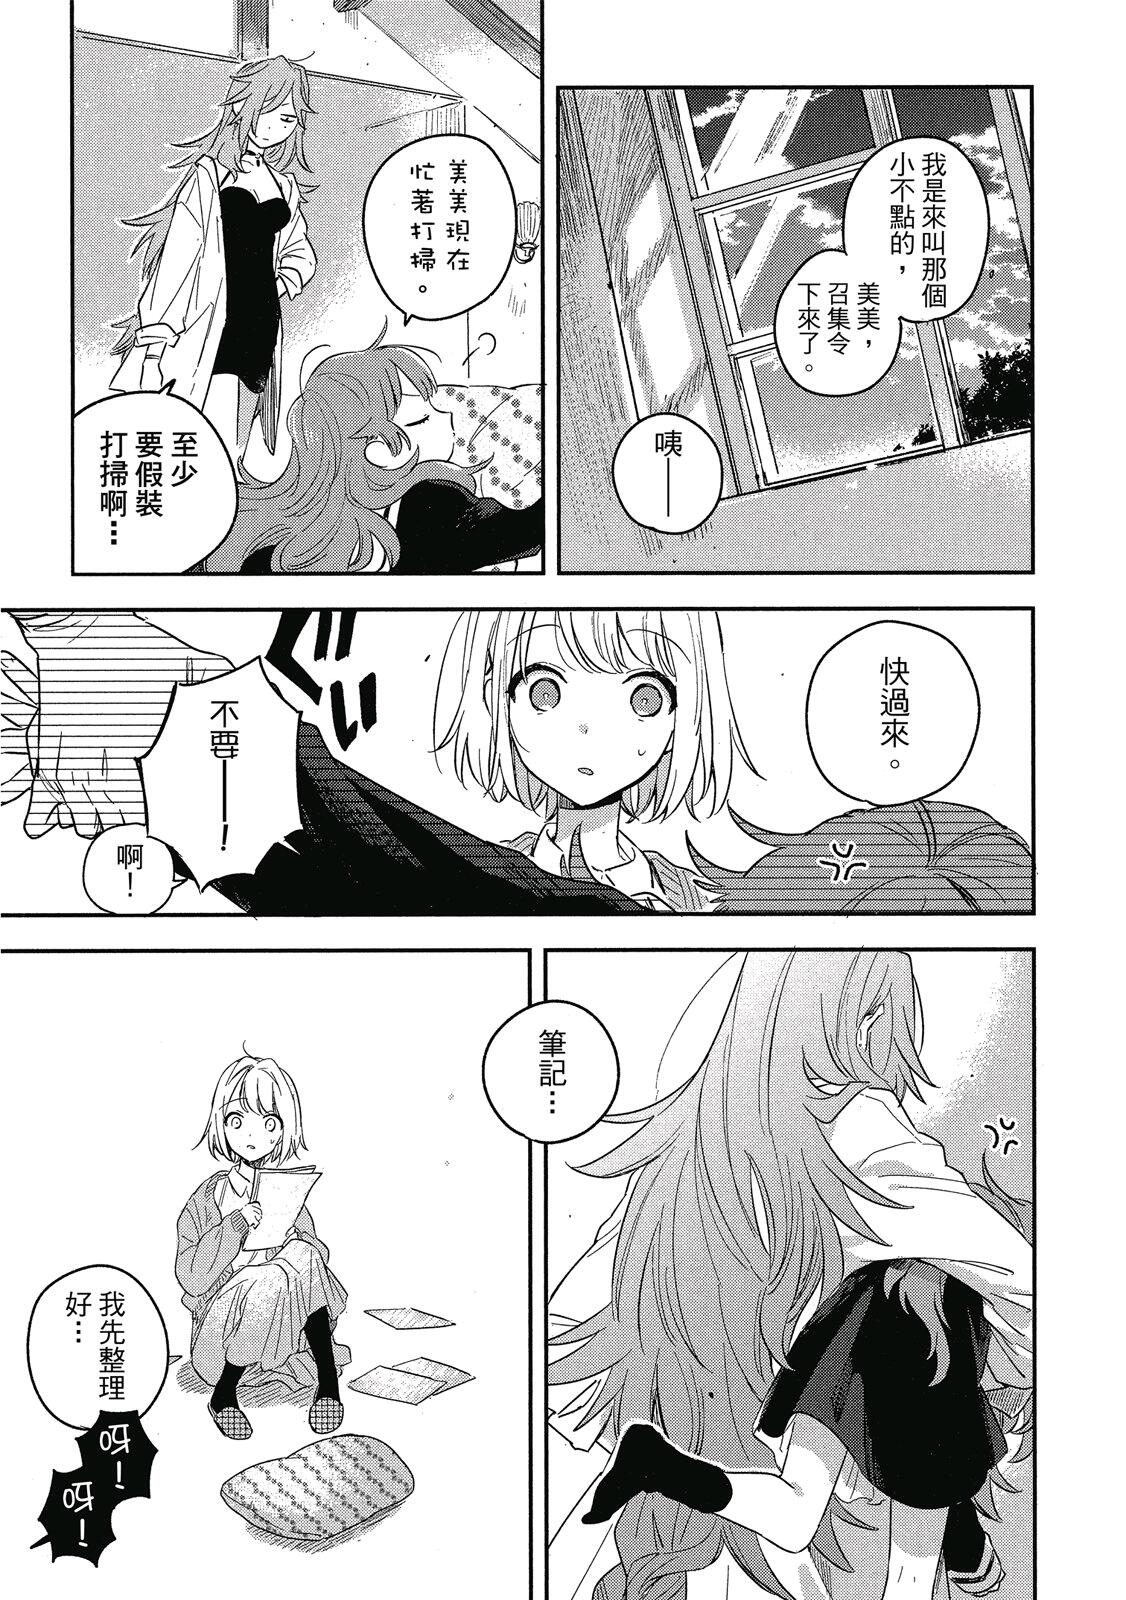 我是來叫那個
小不點的，
美美，
召集令
下來了。
咦——
美美現在
忙著打掃。
至少
要假裝
打掃啊…
快過來。
不要——！
啊！
筆記…
我先整理
好…
呀！
呀！